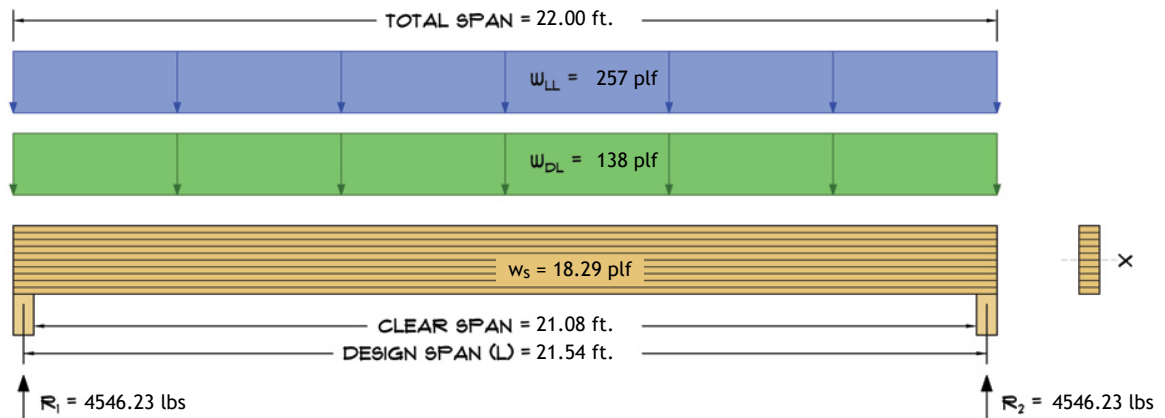 TOTAL SPAN = 22.00 ft.
W_LL = 257 plf
W_DL = 138 plf
w_s = 18.29 plf
X
CLEAR SPAN = 21.08 ft.
DESIGN SPAN (L) = 21.54 ft.
R_1 = 4546.23 lbs
R_2 = 4546.23 lbs